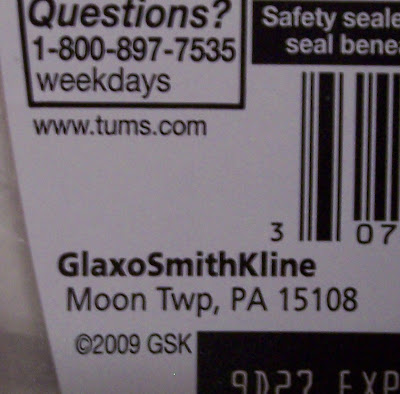 Questions?
1-800-897-7535
weekdays
Safety seale
seal bene
www.tums.com
3 07
GlaxoSmithKline
Moon Twp, PA 15108
©2009 GSK
9D27 EXP